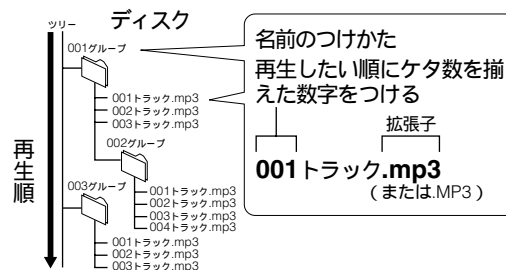 ツリー
ディスク
001グループ
001トラック.mp3
002トラック.mp3
003トラック.mp3
002グループ
001トラック.mp3
002トラック.mp3
003トラック.mp3
004トラック.mp3
003グループ
001トラック.mp3
002トラック.mp3
003トラック.mp3
再生順
名前のつけかた
再生したい順にケタ数を揃
えた数字をつける
拡張子
001トラック.mp3
(または.MP3)